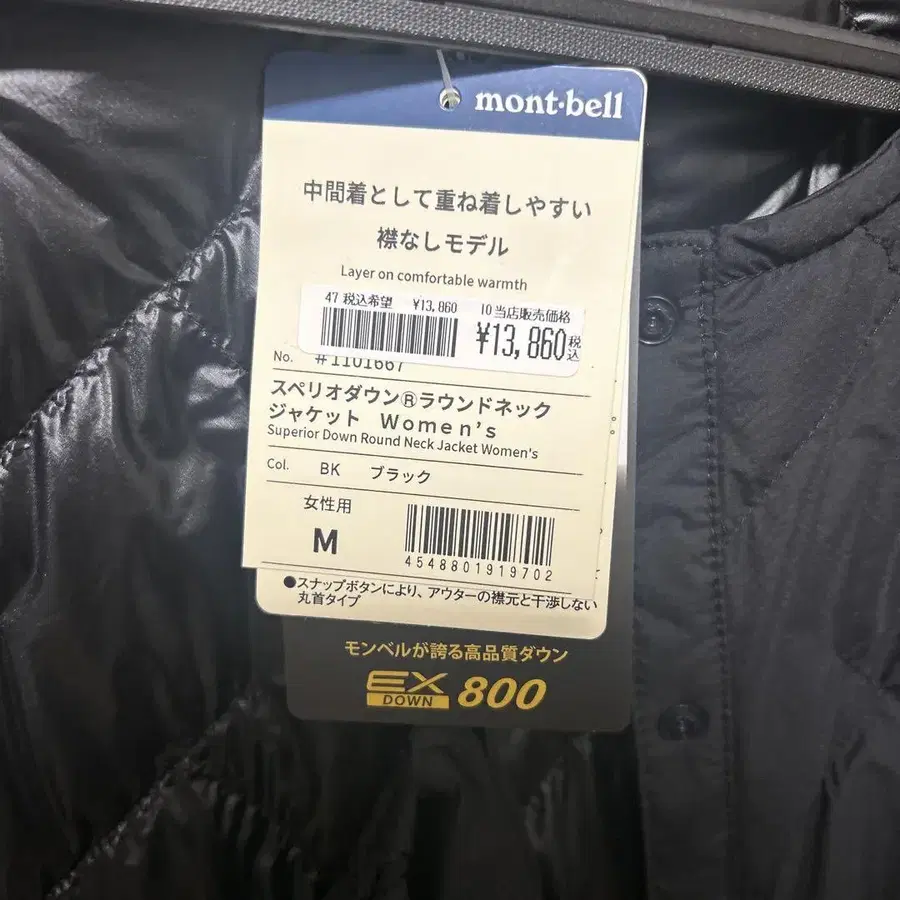 mont-bell
中間着として重ね着しやすい
襟なしモデル
Layer on comfortable warmth
47 税込希望 ¥13,860 10 当店販売価格
¥13,860 税込
No. #1101667
スペリオダウン®ラウンドネック
ジャケット Women's
Superior Down Round Neck Jacket Women's
Col. BK ブラック
女性用
M
4548801919702
●スナップボタンにより、アウターの襟元と干渉しない
丸首タイプ
モンベルが誇る高品質ダウン
EX DOWN 800